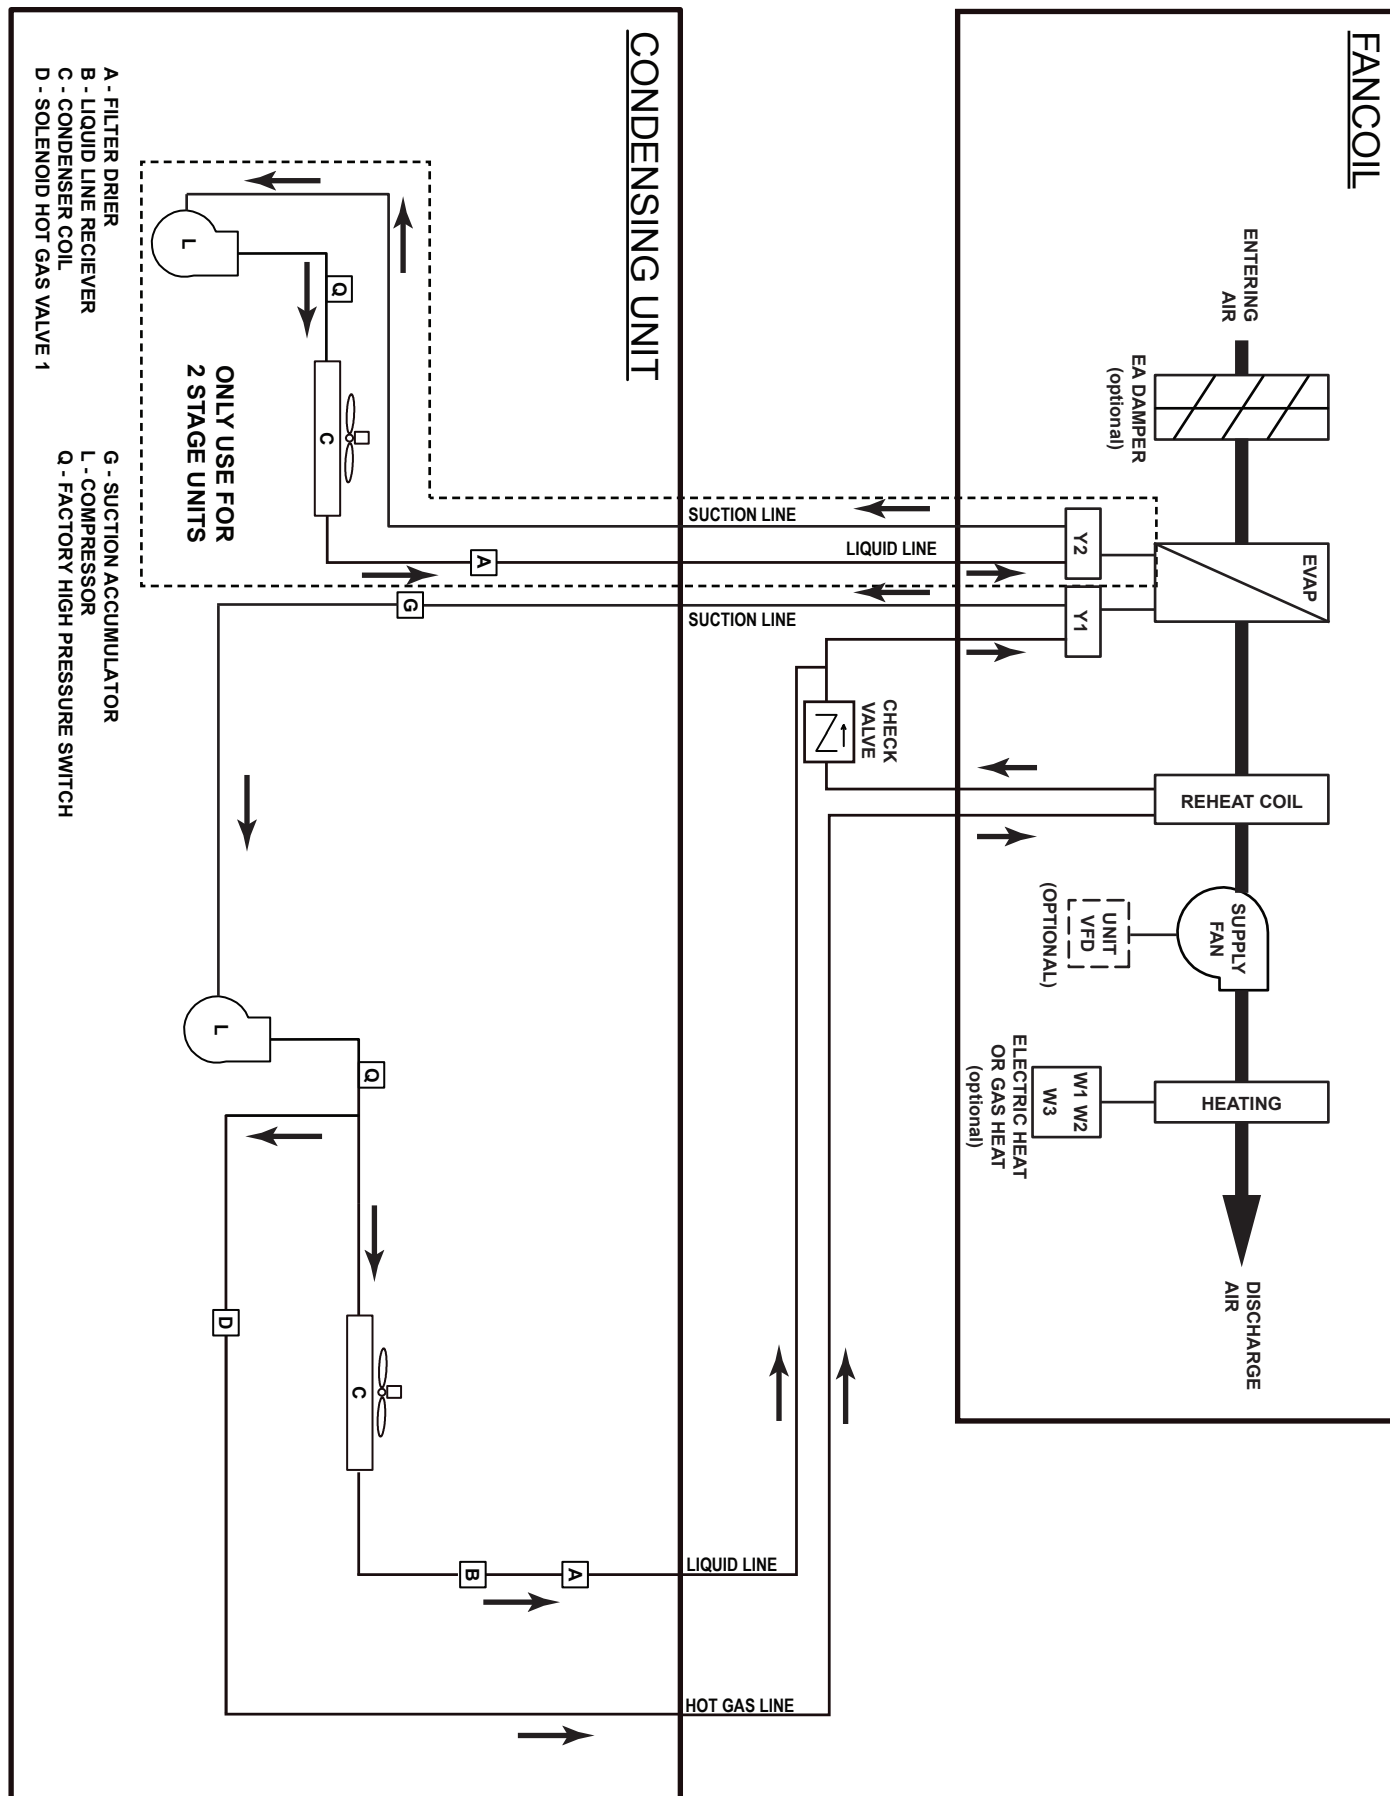 FANCOIL
ENTERING
AIR
EA DAMPER
(optional)
EVAP
Y2
Y1
REHEAT COIL
SUPPLY
FAN
UNIT
VFD
(OPTIONAL)
HEATING
W1 W2
W3
ELECTRIC HEAT
OR GAS HEAT
(optional)
DISCHARGE
AIR
SUCTION LINE
LIQUID LINE
SUCTION LINE
CHECK
VALVE
Z
LIQUID LINE
HOT GAS LINE
CONDENSING UNIT
L
Q
C
A
ONLY USE FOR
2 STAGE UNITS
G
L
Q
D
C
B
A
A - FILTER DRIER
B - LIQUID LINE RECIEVER
C - CONDENSER COIL
D - SOLENOID HOT GAS VALVE 1
G - SUCTION ACCUMULATOR
L - COMPRESSOR
Q - FACTORY HIGH PRESSURE SWITCH